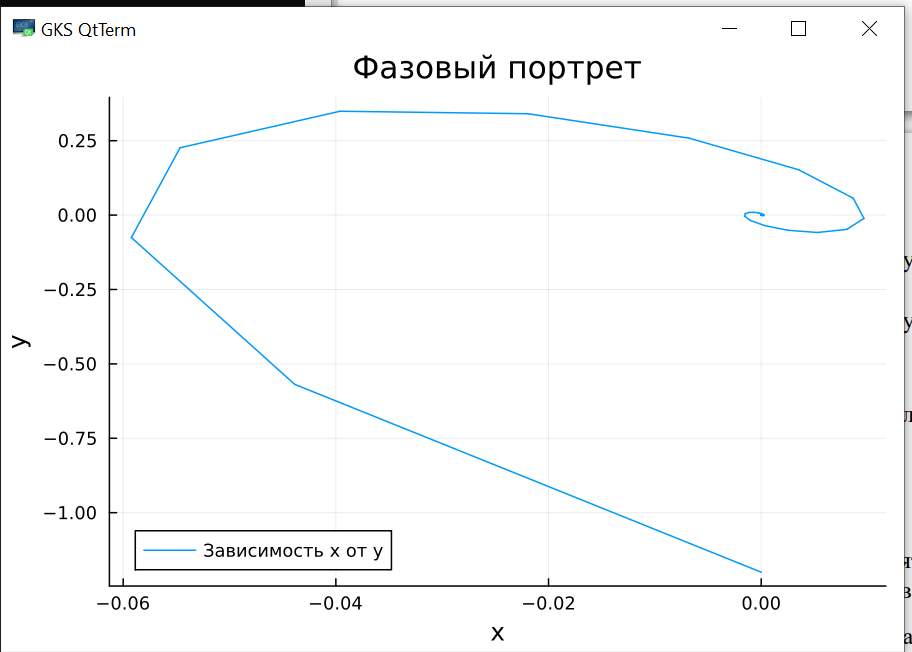 GKS QtTerm
Фазовый портрет
0.25
0.00
−0.25
−0.50
−0.75
−1.00
y
Зависимость x от y
−0.06 −0.04 −0.02 0.00
x